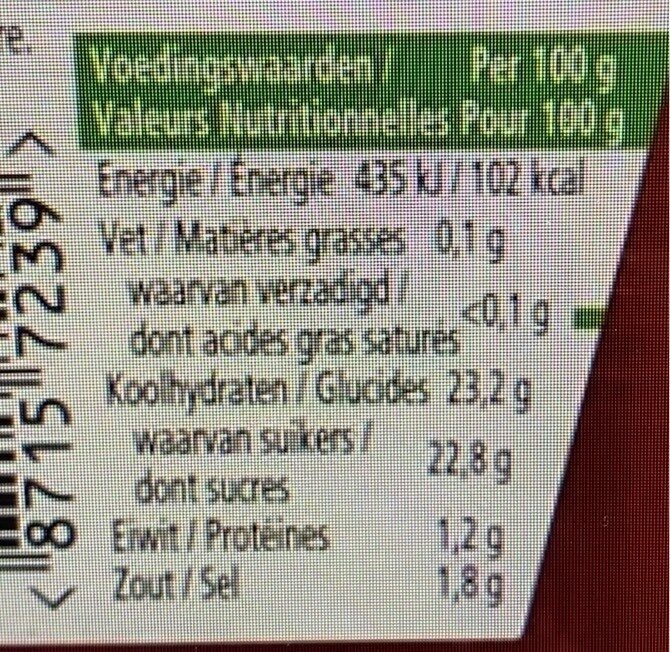 re.
Voedingswaarden / Per 100 g
Valeurs Nutritionnelles Pour 100 g
Energie / Énergie 435 kJ / 102 kcal
Vet / Matières grasses 0,1 g
waarvan verzadigd /
dont acides gras saturés <0,1 g
Koolhydraten / Glucides 23,2 g
waarvan suikers /
dont sucres 22,8 g
Eiwit / Protéines 1,2 g
Zout / Sel 1,8 g
<8715 7239 >